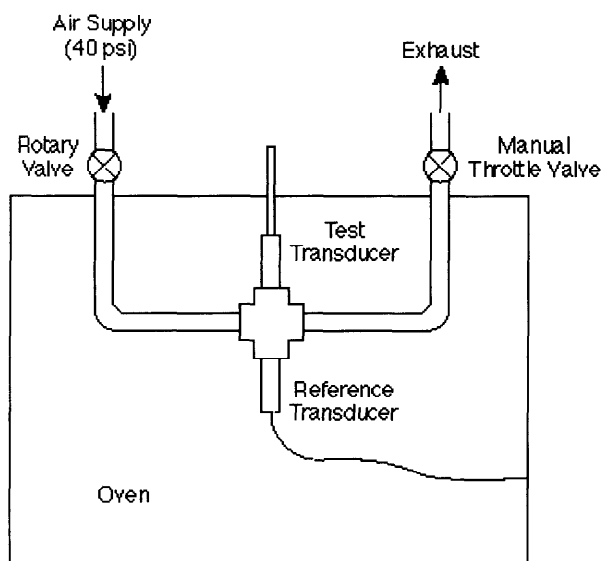 Air Supply
(40 psi)
Exhaust
Rotary
Valve
Manual
Throttle Valve
Test
Transducer
Reference
Transducer
Oven